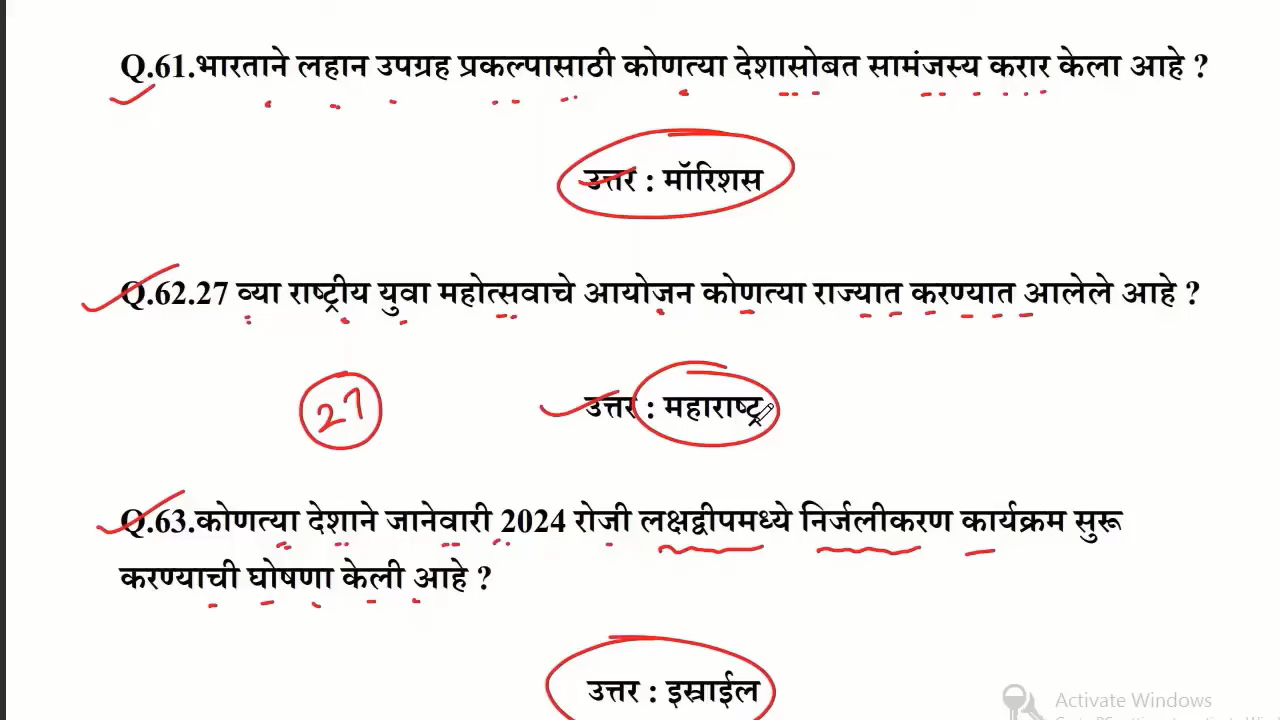 Q.61.भारताने लहान उपग्रह प्रकल्पासाठी कोणत्या देशासोबत सामंजस्य करार केला आहे ?
उत्तर : मॉरिशस
Q.62.27 व्या राष्ट्रीय युवा महोत्सवाचे आयोजन कोणत्या राज्यात करण्यात आलेले आहे ?
27
उत्तर : महाराष्ट्र
Q.63.कोणत्या देशाने जानेवारी 2024 रोजी लक्षद्वीपमध्ये निर्जलीकरण कार्यक्रम सुरू
करण्याची घोषणा केली आहे ?
उत्तर : इस्राईल
Activate Windows